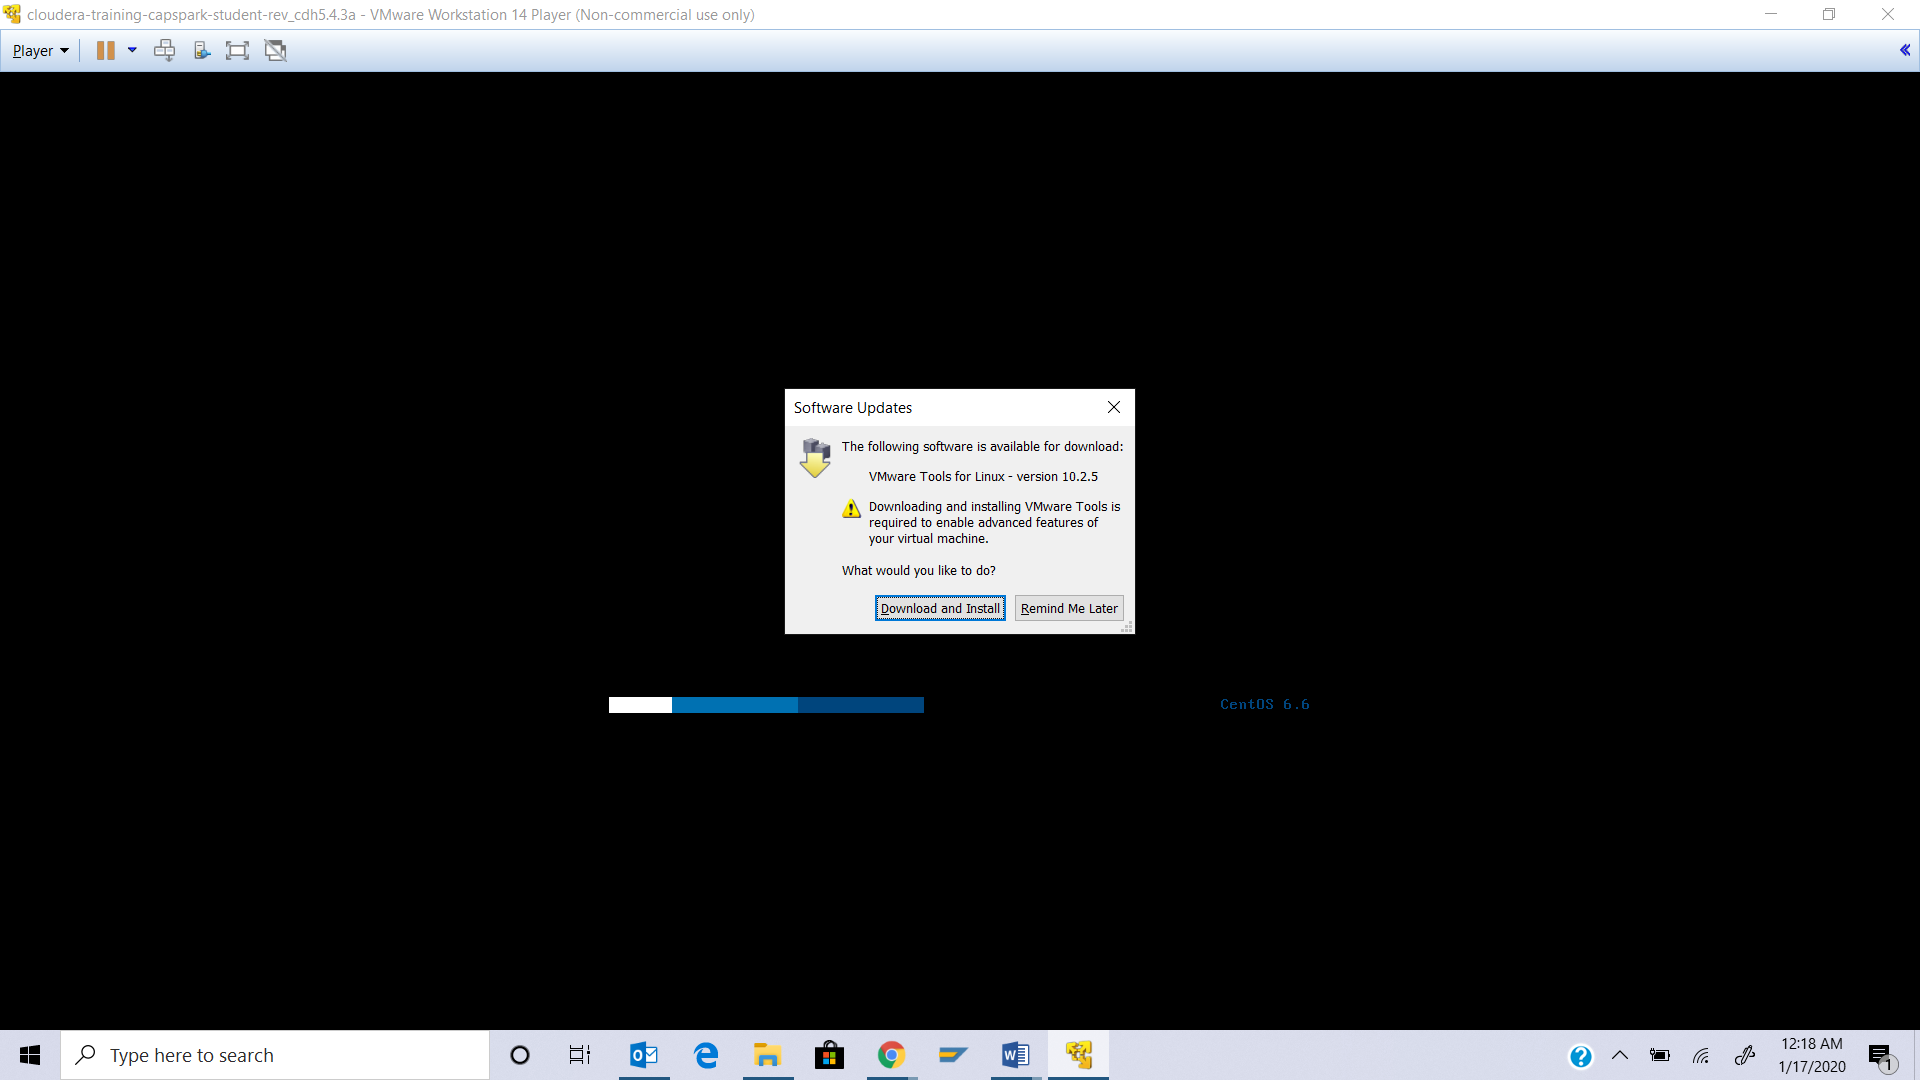 cloudera-training-capspark-student-rev_cdh5.4.3a - VMware Workstation 14 Player (Non-commercial use only)
Player
Software Updates
The following software is available for download:
VMware Tools for Linux - version 10.2.5
Downloading and installing VMware Tools is
required to enable advanced features of
your virtual machine.
What would you like to do?
Download and Install
Remind Me Later
CentOS 6.6
Type here to search
12:18 AM
1/17/2020
1